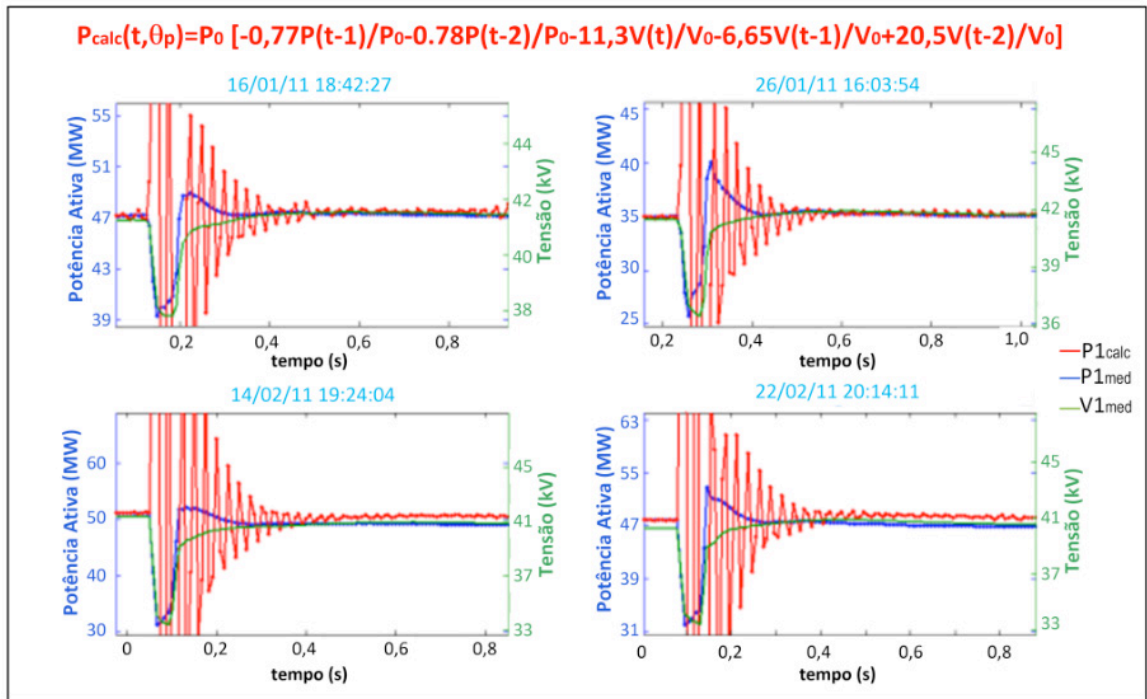 Pcalc(t,θp)=P0 [-0,77P(t-1)/P0-0.78P(t-2)/P0-11,3V(t)/V0-6,65V(t-1)/V0+20,5V(t-2)/V0]
16/01/11 18:42:27
Potência Ativa (MW)
55
51
47
43
39
44
42
41
38
Tensão (kV)
0,2 0,4 0,6 0,8
tempo (s)
26/01/11 16:03:54
Potência Ativa (MW)
45
40
35
30
25
44
42
39
36
Tensão (kV)
0,2 0,4 0,6 0,8 1,0
tempo (s)
P1calc
P1med
V1med
14/02/11 19:24:04
Potência Ativa (MW)
60
50
40
30
45
41
37
33
Tensão (kV)
0 0,2 0,4 0,6 0,8
tempo (s)
22/02/11 20:14:11
Potência Ativa (MW)
63
55
47
39
31
45
41
37
33
Tensão (kV)
0 0,2 0,4 0,6 0,8
tempo (s)